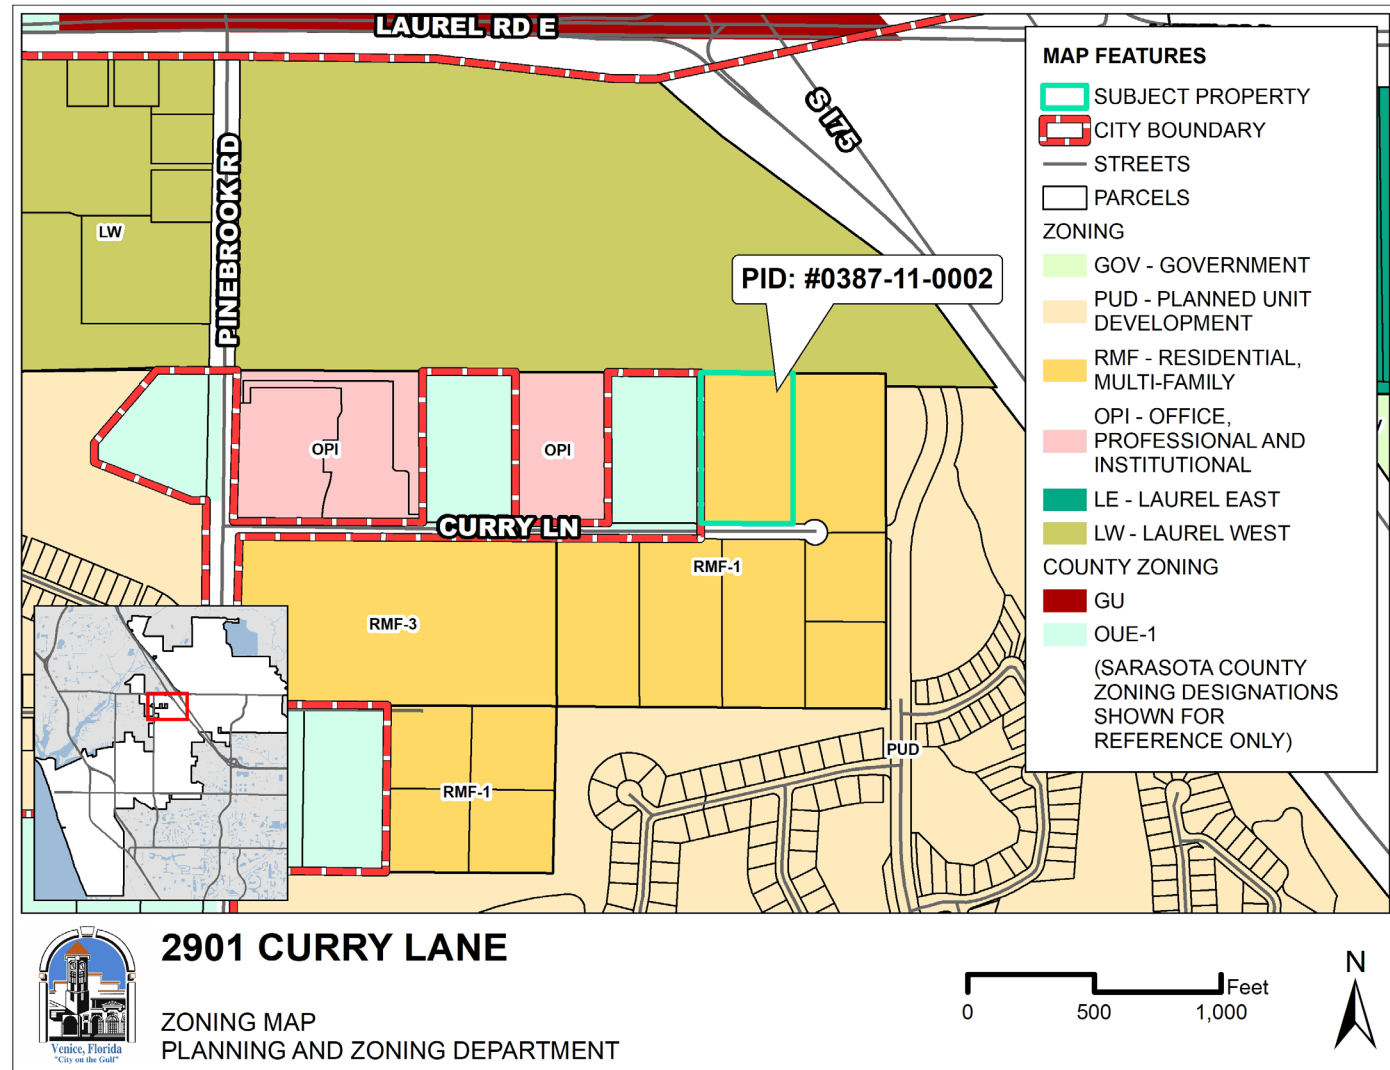 LAUREL RD E
S I75
PINEBROOK RD
LW
PID: #0387-11-0002
OPI
OPI
CURRY LN
RMF-1
RMF-3
PUD
RMF-1
MAP FEATURES
SUBJECT PROPERTY
CITY BOUNDARY
STREETS
PARCELS
ZONING
GOV - GOVERNMENT
PUD - PLANNED UNIT
DEVELOPMENT
RMF - RESIDENTIAL,
MULTI-FAMILY
OPI - OFFICE,
PROFESSIONAL AND
INSTITUTIONAL
LE - LAUREL EAST
LW - LAUREL WEST
COUNTY ZONING
GU
OUE-1
(SARASOTA COUNTY
ZONING DESIGNATIONS
SHOWN FOR
REFERENCE ONLY)
Venice, Florida
"City on the Gulf"
2901 CURRY LANE
ZONING MAP
PLANNING AND ZONING DEPARTMENT
Feet
0 500 1,000
N